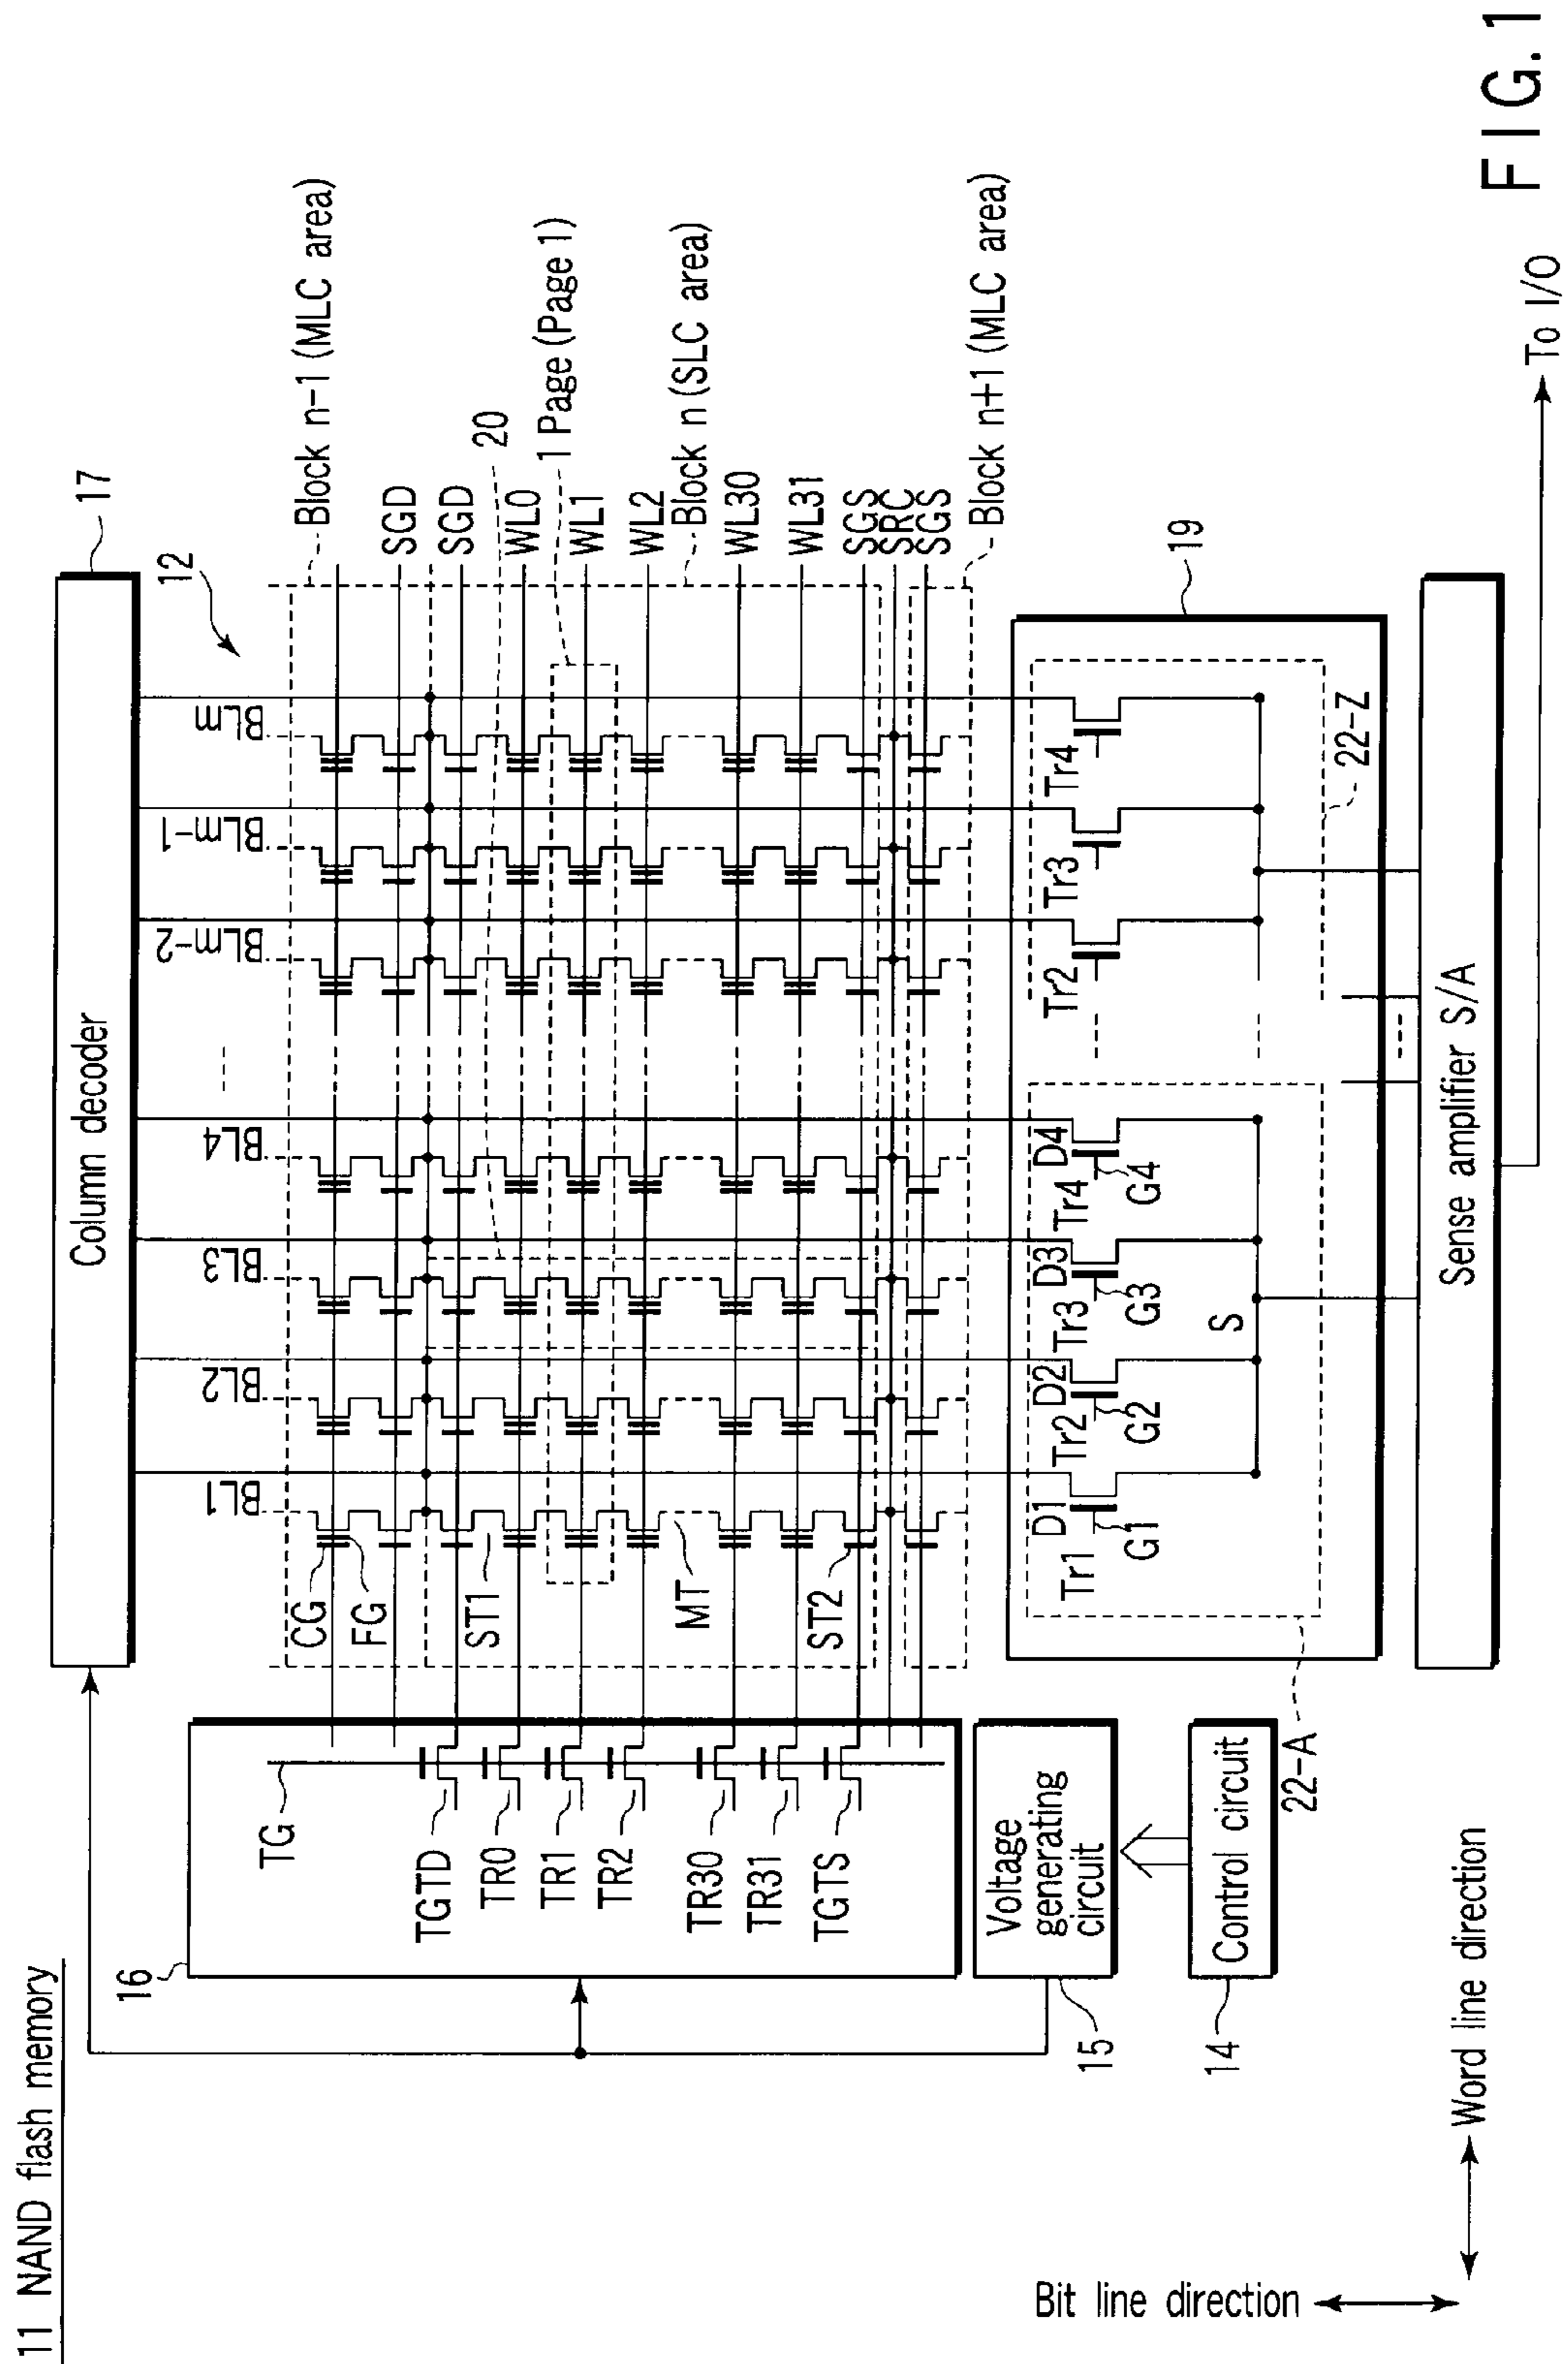 11 NAND flash memory
Column decoder
17
12
BL1
BL2
BL3
BL4
BLm-2
BLm-1
BLm
Block n-1 (MLC area)
SGD
SGD
20
WL0
1 Page (Page 1)
WL1
WL2
Block n (SLC area)
WL30
WL31
SGS
SRC
SGS
Block n+1 (MLC area)
CG
FG
ST1
MT
ST2
16
TG
TGTD
TR0
TR1
TR2
TR30
TR31
TGTS
Voltage
generating
circuit
15
Control circuit
14
22-A
19
D1
Tr1
G1
D2
Tr2
G2
D3
Tr3
G3
D4
Tr4
G4
S
Tr2
Tr3
Tr4
22-Z
Sense amplifier S/A
To I/O
Bit line direction
Word line direction
FIG. 1